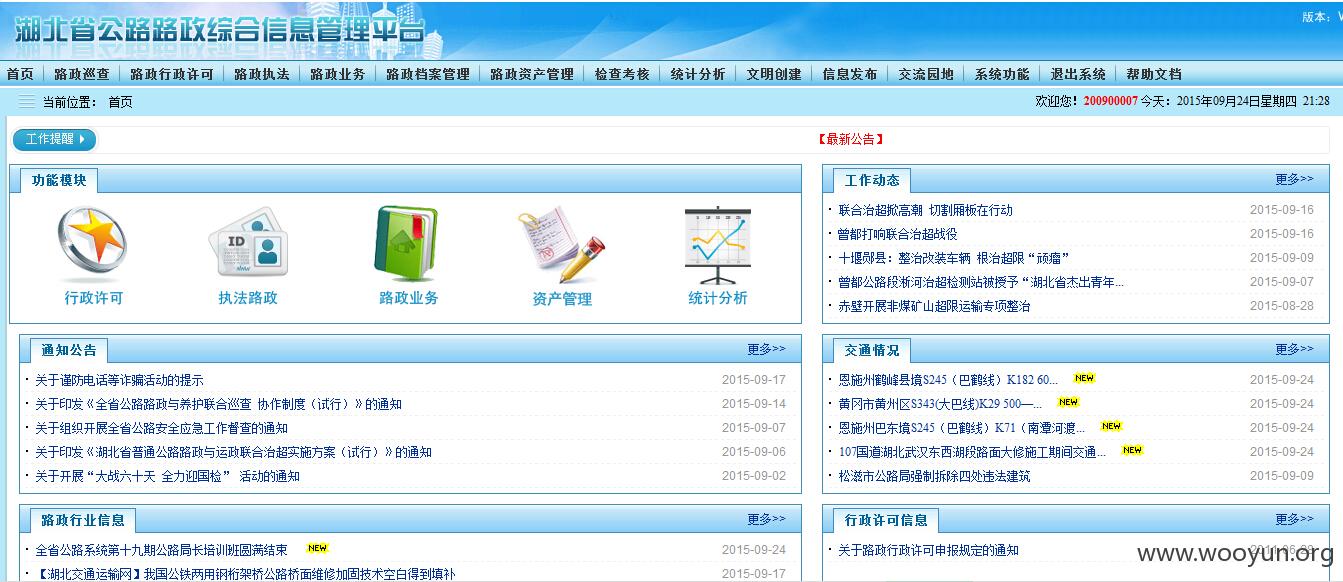 湖北省公路路政综合信息管理平台
版本：V
首页 路政巡查 路政行政许可 路政执法 路政业务 路政档案管理 路政资产管理 检查考核 统计分析 文明创建 信息发布 交流园地 系统功能 退出系统 帮助文档
当前位置： 首页
欢迎您！200900007 今天：2015年09月24日星期四 21:28
工作提醒
【最新公告】
功能模块
行政许可 执法路政 路政业务 资产管理 统计分析
工作动态 更多>>
· 联合治超掀高潮 切割厢板在行动 2015-09-16
· 曾都打响联合治超战役 2015-09-16
· 十堰郧县：整治改装车辆 根治超限“顽瘤” 2015-09-09
· 曾都公路段淅河治超检测站被授予“湖北省杰出青年... 2015-09-07
· 赤壁开展非煤矿山超限运输专项整治 2015-08-28
通知公告 更多>>
· 关于谨防电话等诈骗活动的提示 2015-09-17
· 关于印发《全省公路路政与养护联合巡查 协作制度（试行）》的通知 2015-09-14
· 关于组织开展全省公路安全应急工作督查的通知 2015-09-07
· 关于印发《湖北省普通公路路政与运政联合治超实施方案（试行）》的通知 2015-09-06
· 关于开展“大战六十天 全力迎国检” 活动的通知 2015-09-02
交通情况 更多>>
· 恩施州鹤峰县境S245（巴鹤线）K182 60... NEW 2015-09-24
· 黄冈市黄州区S343(大巴线)K29 500—... NEW 2015-09-24
· 恩施州巴东境S245（巴鹤线）K71（南潭河渡... NEW 2015-09-24
· 107国道湖北武汉东西湖段路面大修施工期间交通... NEW 2015-09-24
· 松滋市公路局强制拆除四处违法建筑 2015-09-09
路政行业信息 更多>>
· 全省公路系统第十九期公路局长培训班圆满结束 NEW 2015-09-24
· 【湖北交通运输网】我国公铁两用钢桁架桥公路桥面维修加固技术空白得到填补 2015-09-17
行政许可信息 更多>>
· 关于路政行政许可申报规定的通知
www.wooyun.org